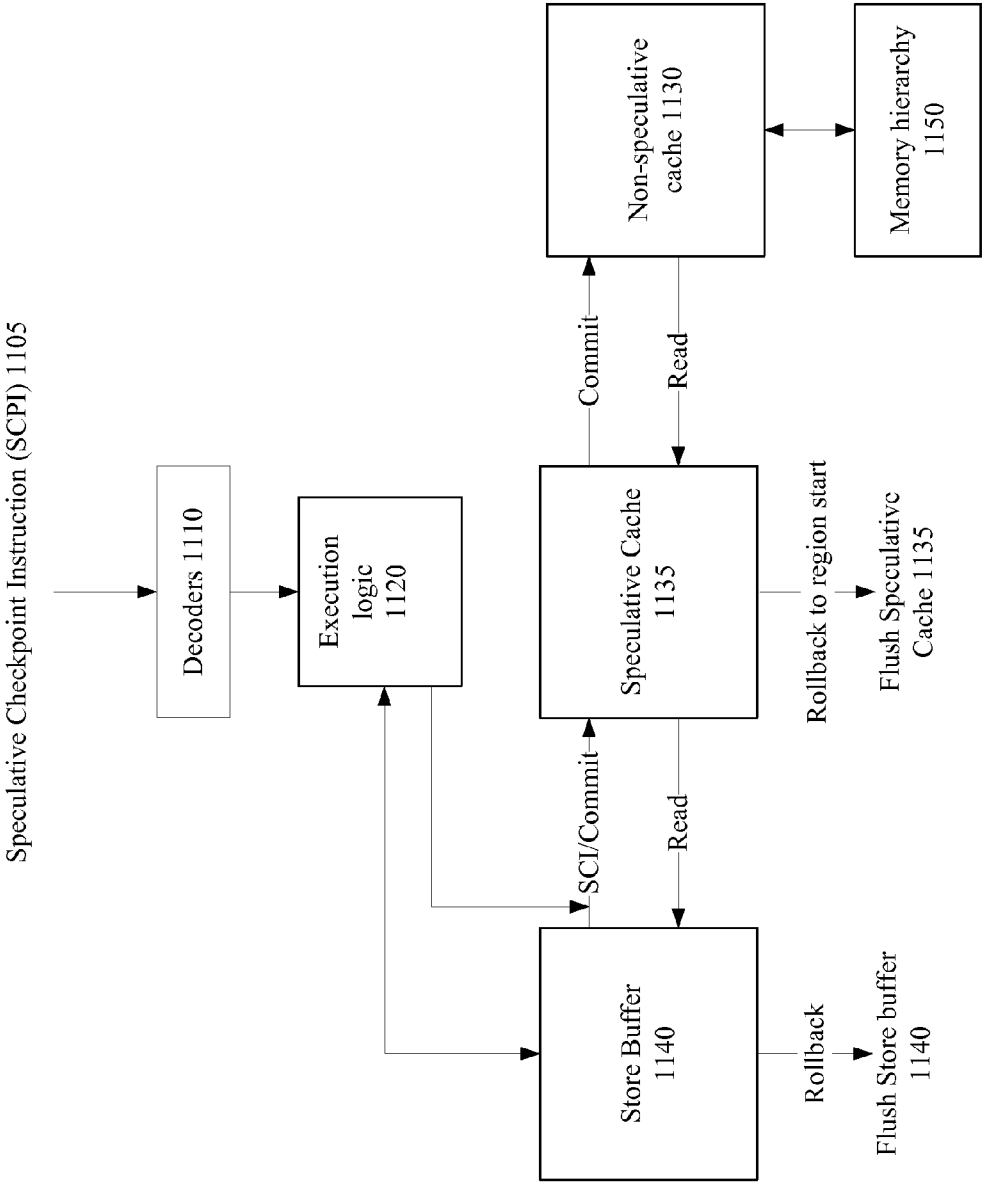 Speculative Checkpoint Instruction (SCPI) 1105
Decoders 1110
Execution
logic
1120
SCI/Commit
Commit
Store Buffer
1140
Read
Speculative Cache
1135
Read
Non-speculative
cache 1130
Rollback
Flush Store buffer
1140
Rollback to region start
Flush Speculative
Cache 1135
Memory hierarchy
1150